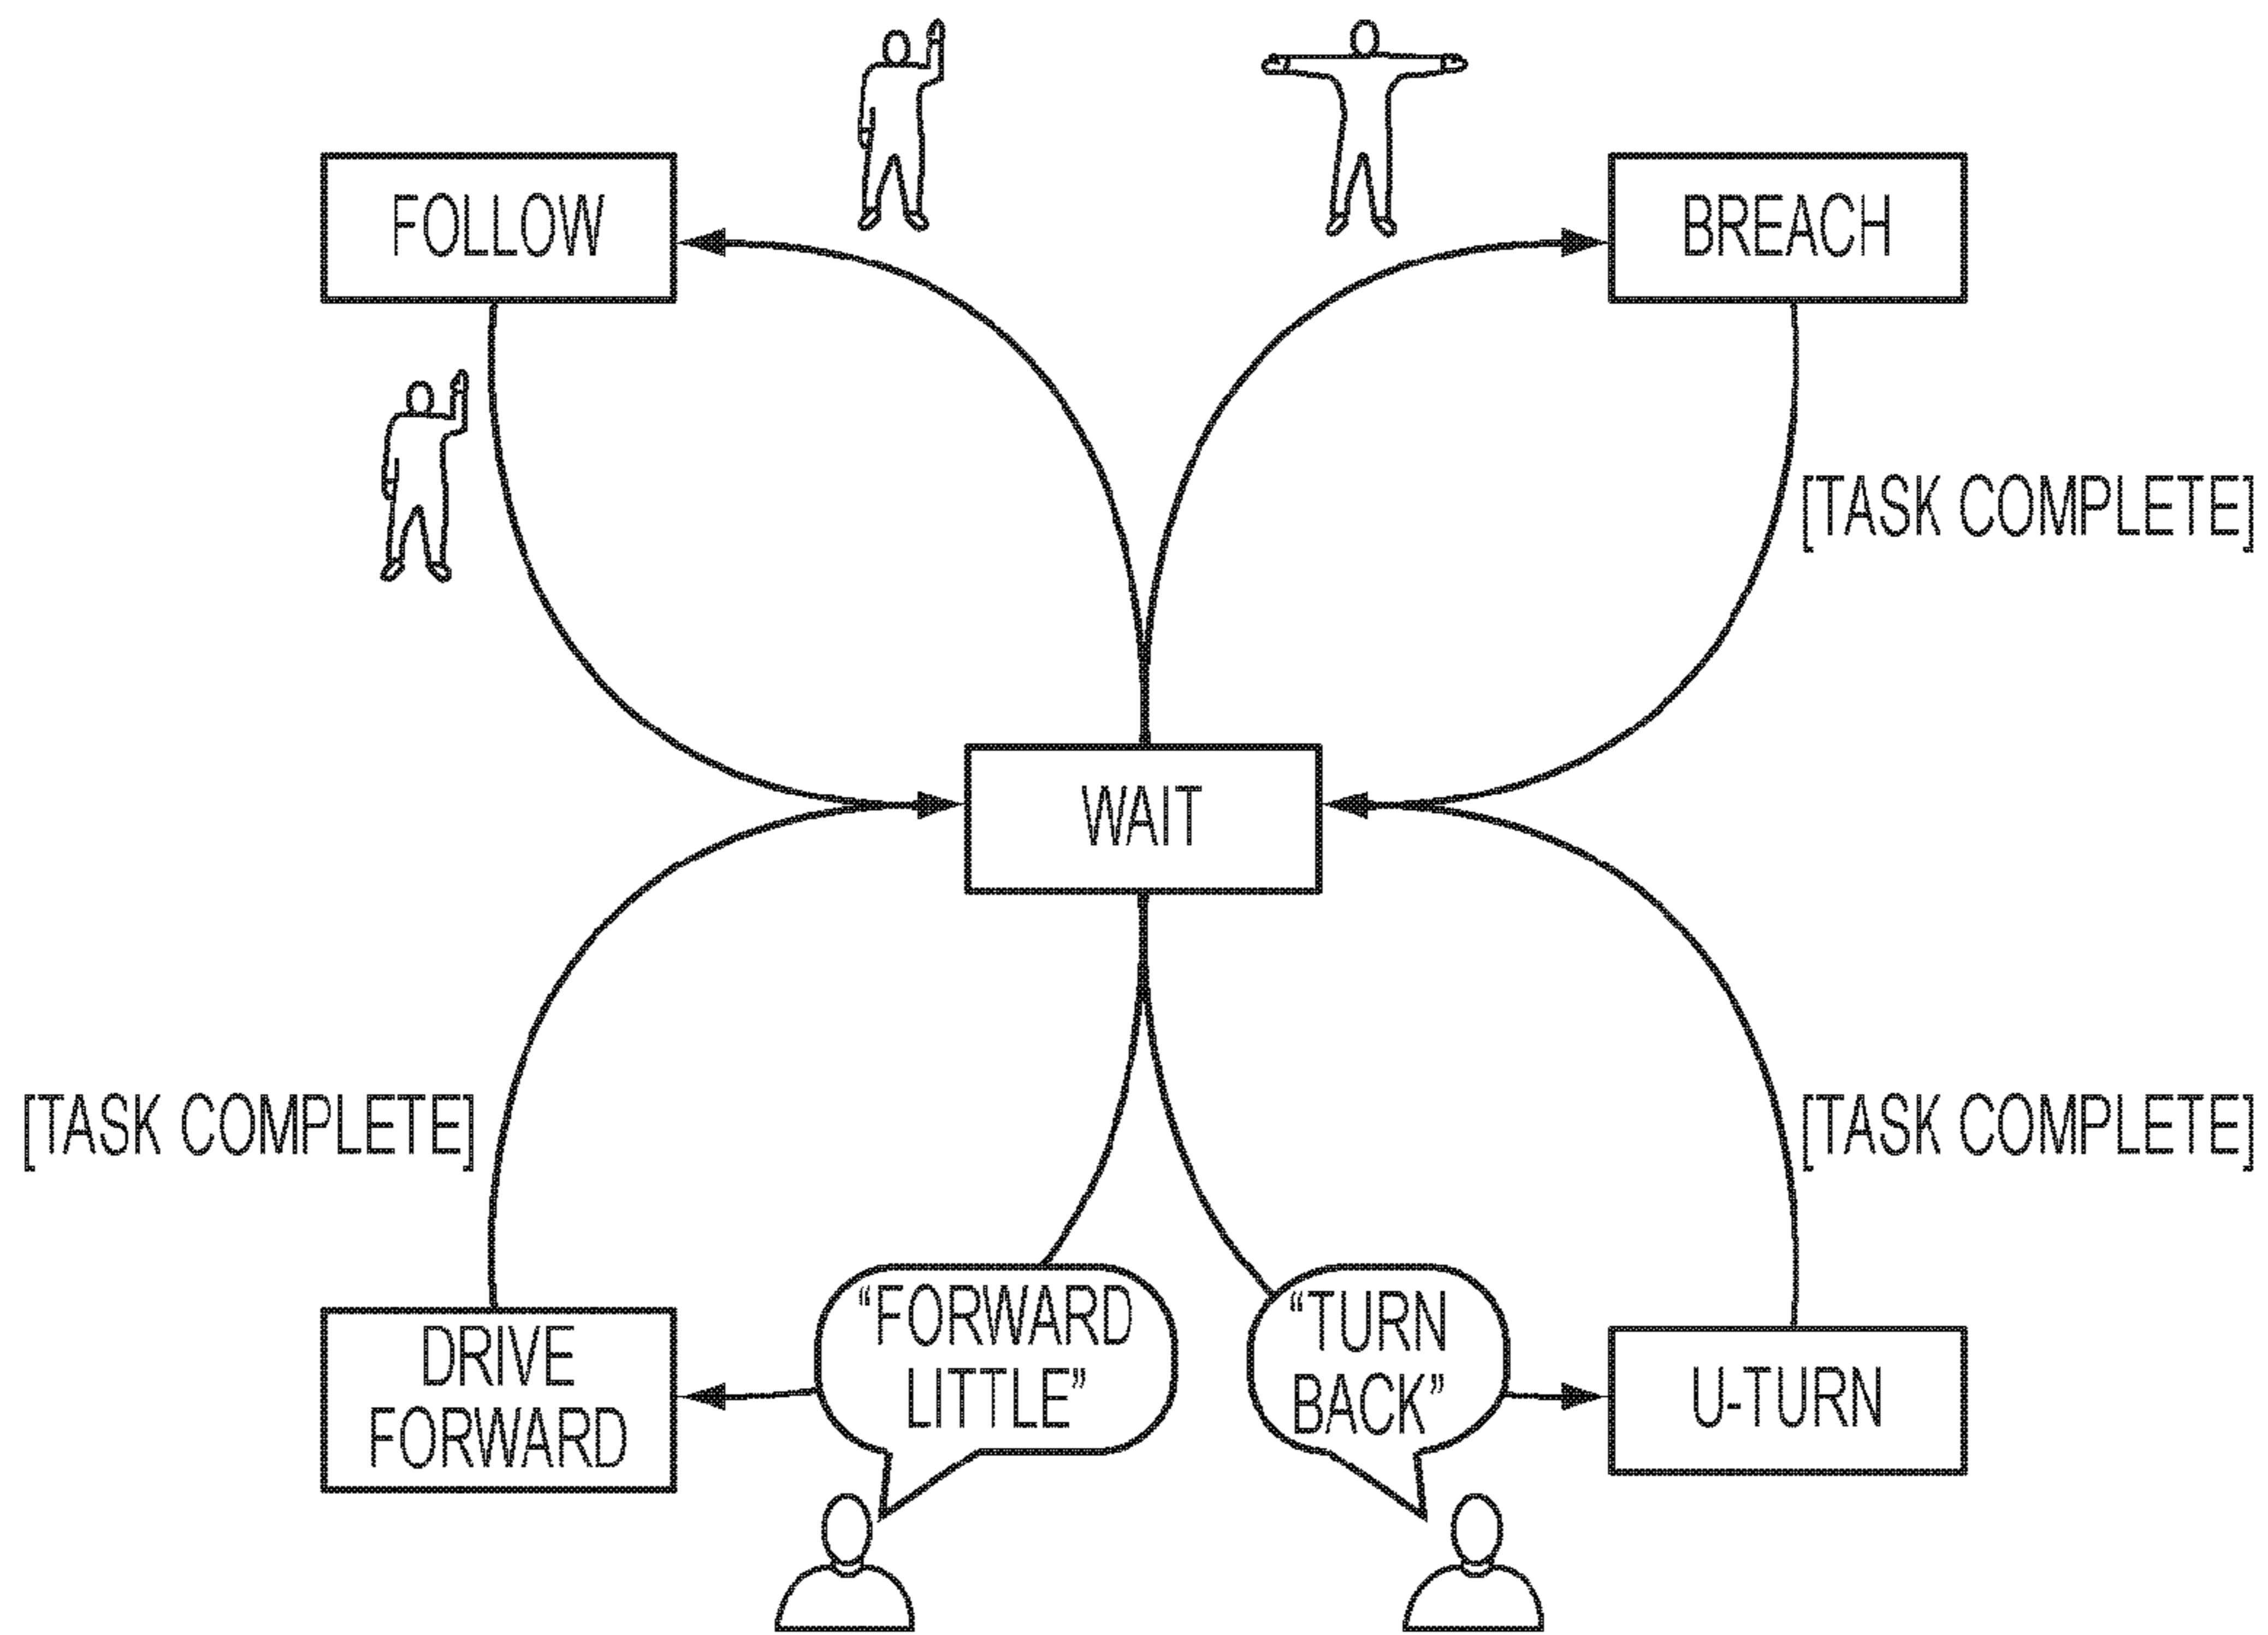 FOLLOW
BREACH
[TASK COMPLETE]
WAIT
[TASK COMPLETE]
[TASK COMPLETE]
DRIVE
FORWARD
“FORWARD
LITTLE”
“TURN
BACK”
U-TURN